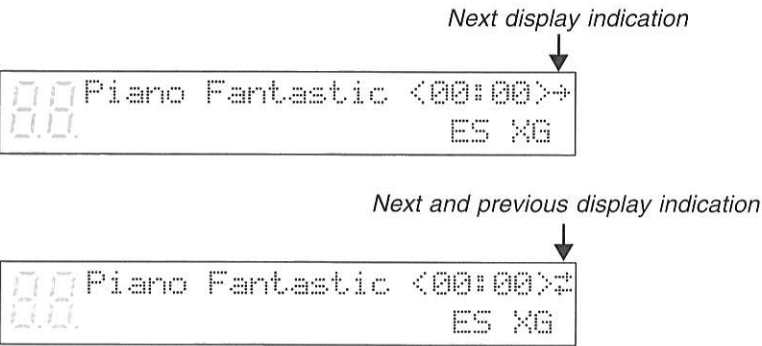 Next display indication
Piano Fantastic <00:00>→
ES XG
Next and previous display indication
Piano Fantastic <00:00>⇄
ES XG